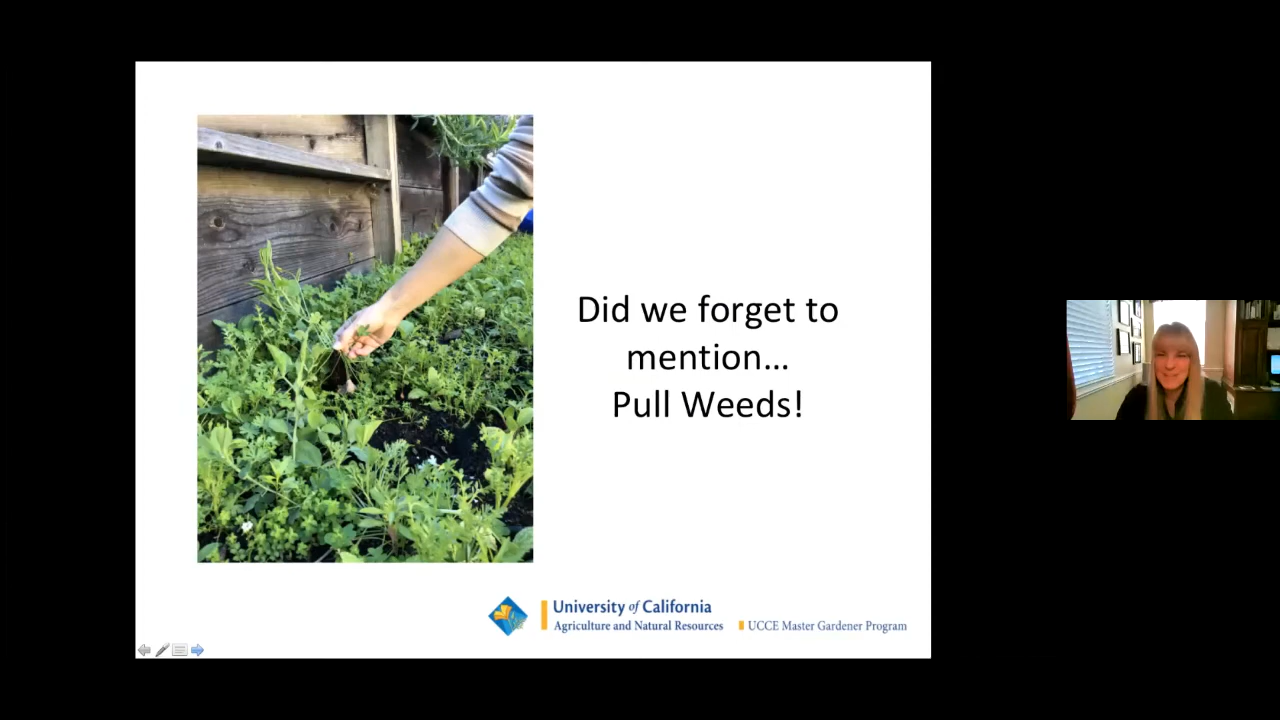 Did we forget to
mention...
Pull Weeds!
University of California
Agriculture and Natural Resources
UCCE Master Gardener Program